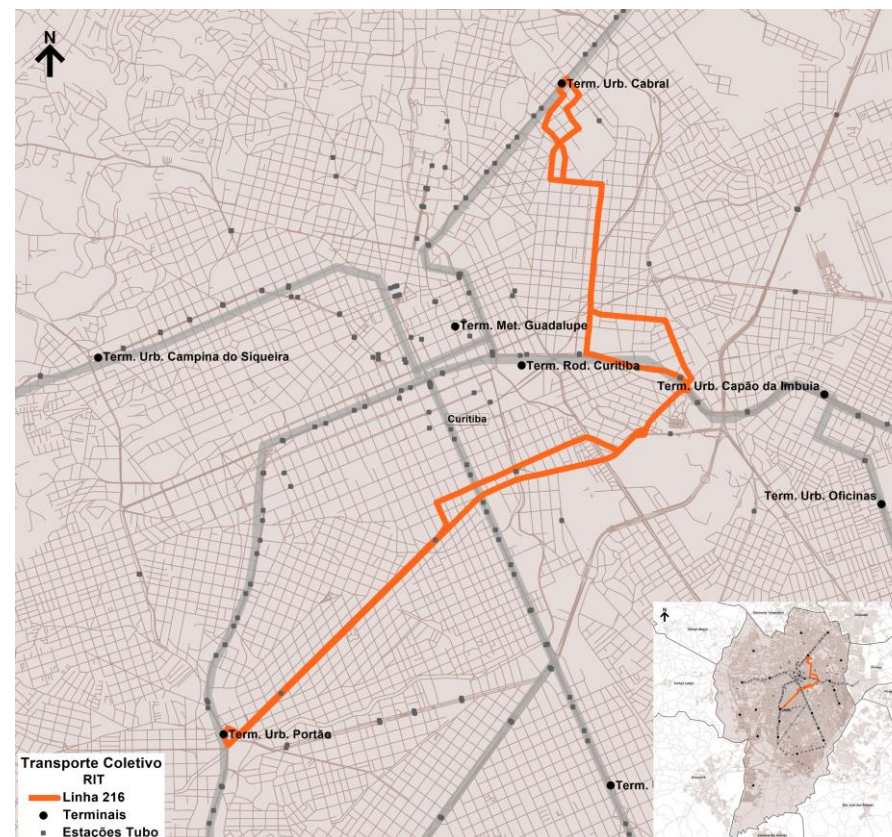 N
Term. Urb. Cabral
Term. Met. Guadalupe
Term. Urb. Campina do Siqueira
Term. Rod. Curitiba
Term. Urb. Capão da Imbuia
Curitiba
Term. Urb. Oficinas
N
Term. Urb. Portão
Term.
Transporte Coletivo
RIT
Linha 216
Terminais
Estações Tubo